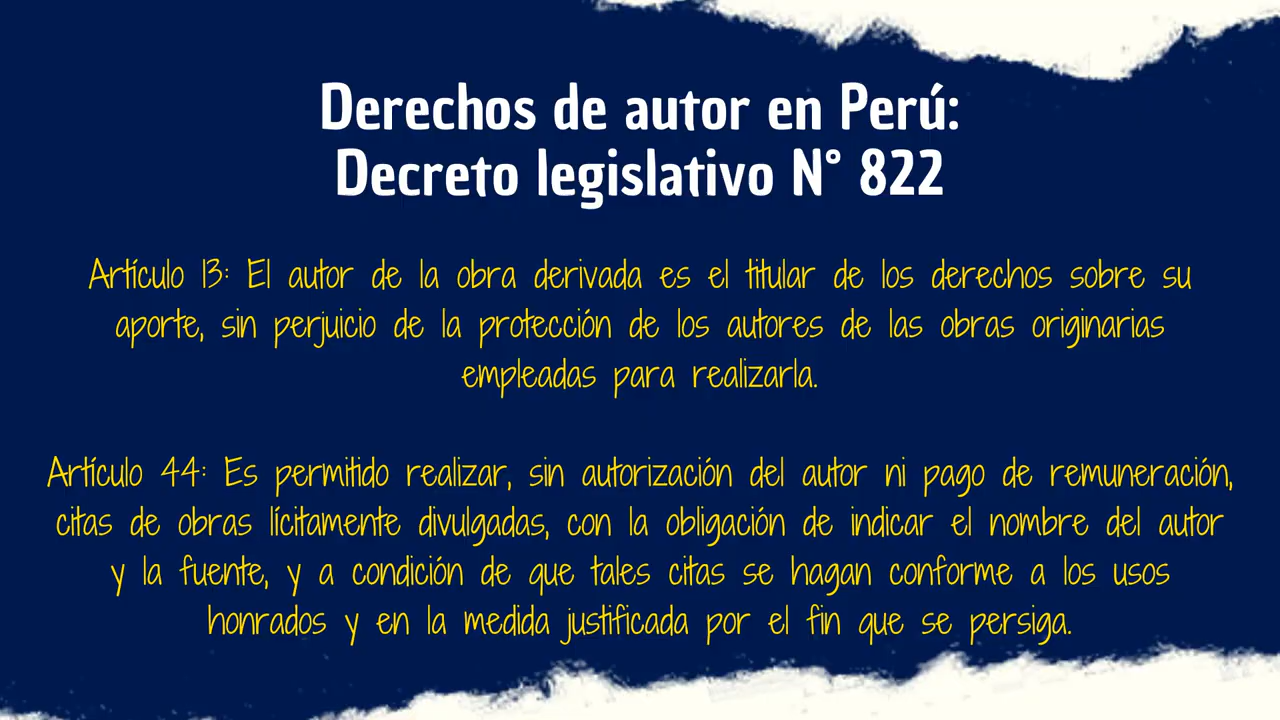 Derechos de autor en Perú:
Decreto legislativo N° 822
Artículo 13: El autor de la obra derivada es el titular de los derechos sobre su
aporte, sin perjuicio de la protección de los autores de las obras originarias
empleadas para realizarla.
Artículo 44: Es permitido realizar, sin autorización del autor ni pago de remuneración,
citas de obras lícitamente divulgadas, con la obligación de indicar el nombre del autor
y la fuente, y a condición de que tales citas se hagan conforme a los usos
honrados y en la medida justificada por el fin que se persiga.